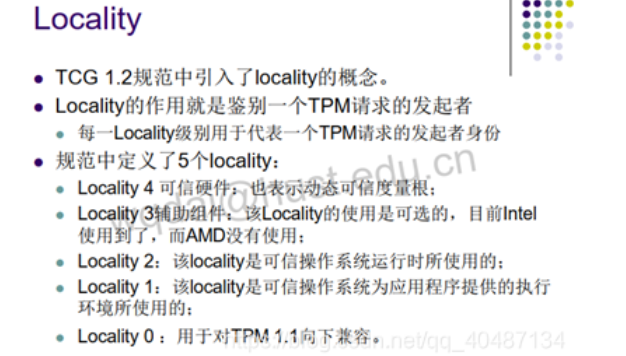 Locality
TCG 1.2规范中引入了locality的概念。
Locality的作用就是鉴别一个TPM请求的发起者
每一Locality级别用于代表一个TPM请求的发起者身份
规范中定义了5个locality：
Locality 4 可信硬件：也表示动态可信度量根；
Locality 3辅助组件：该Locality的使用是可选的，目前Intel
使用到了，而AMD没有使用；
Locality 2：该locality是可信操作系统运行时所使用的；
Locality 1：该locality是可信操作系统为应用程序提供的执行
环境所使用的；
Locality 0 ：用于对TPM 1.1向下兼容。
wqdai@hust.edu.cn
https://blog.csdn.net/qq_40487134